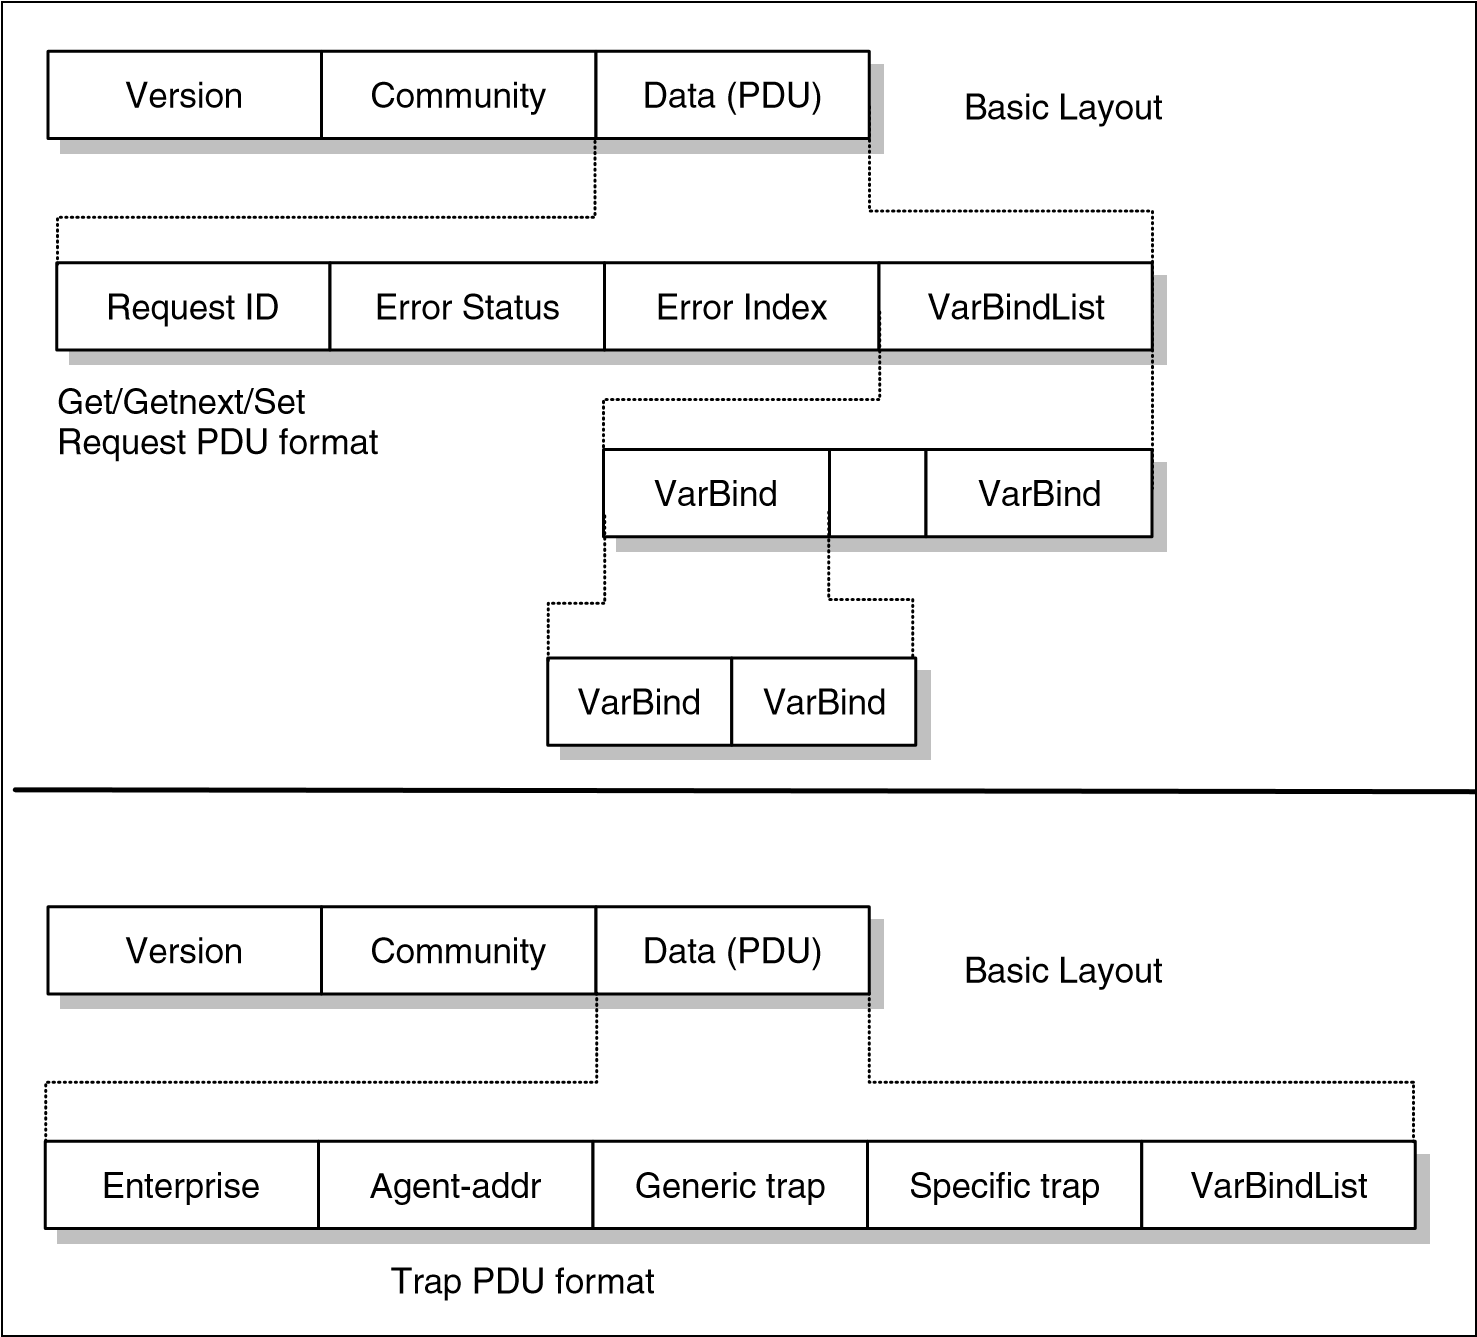 Version Community Data (PDU) Basic Layout
Request ID Error Status Error Index VarBindList
Get/Getnext/Set
Request PDU format
VarBind VarBind
VarBind VarBind
Version Community Data (PDU) Basic Layout
Enterprise Agent-addr Generic trap Specific trap VarBindList
Trap PDU format